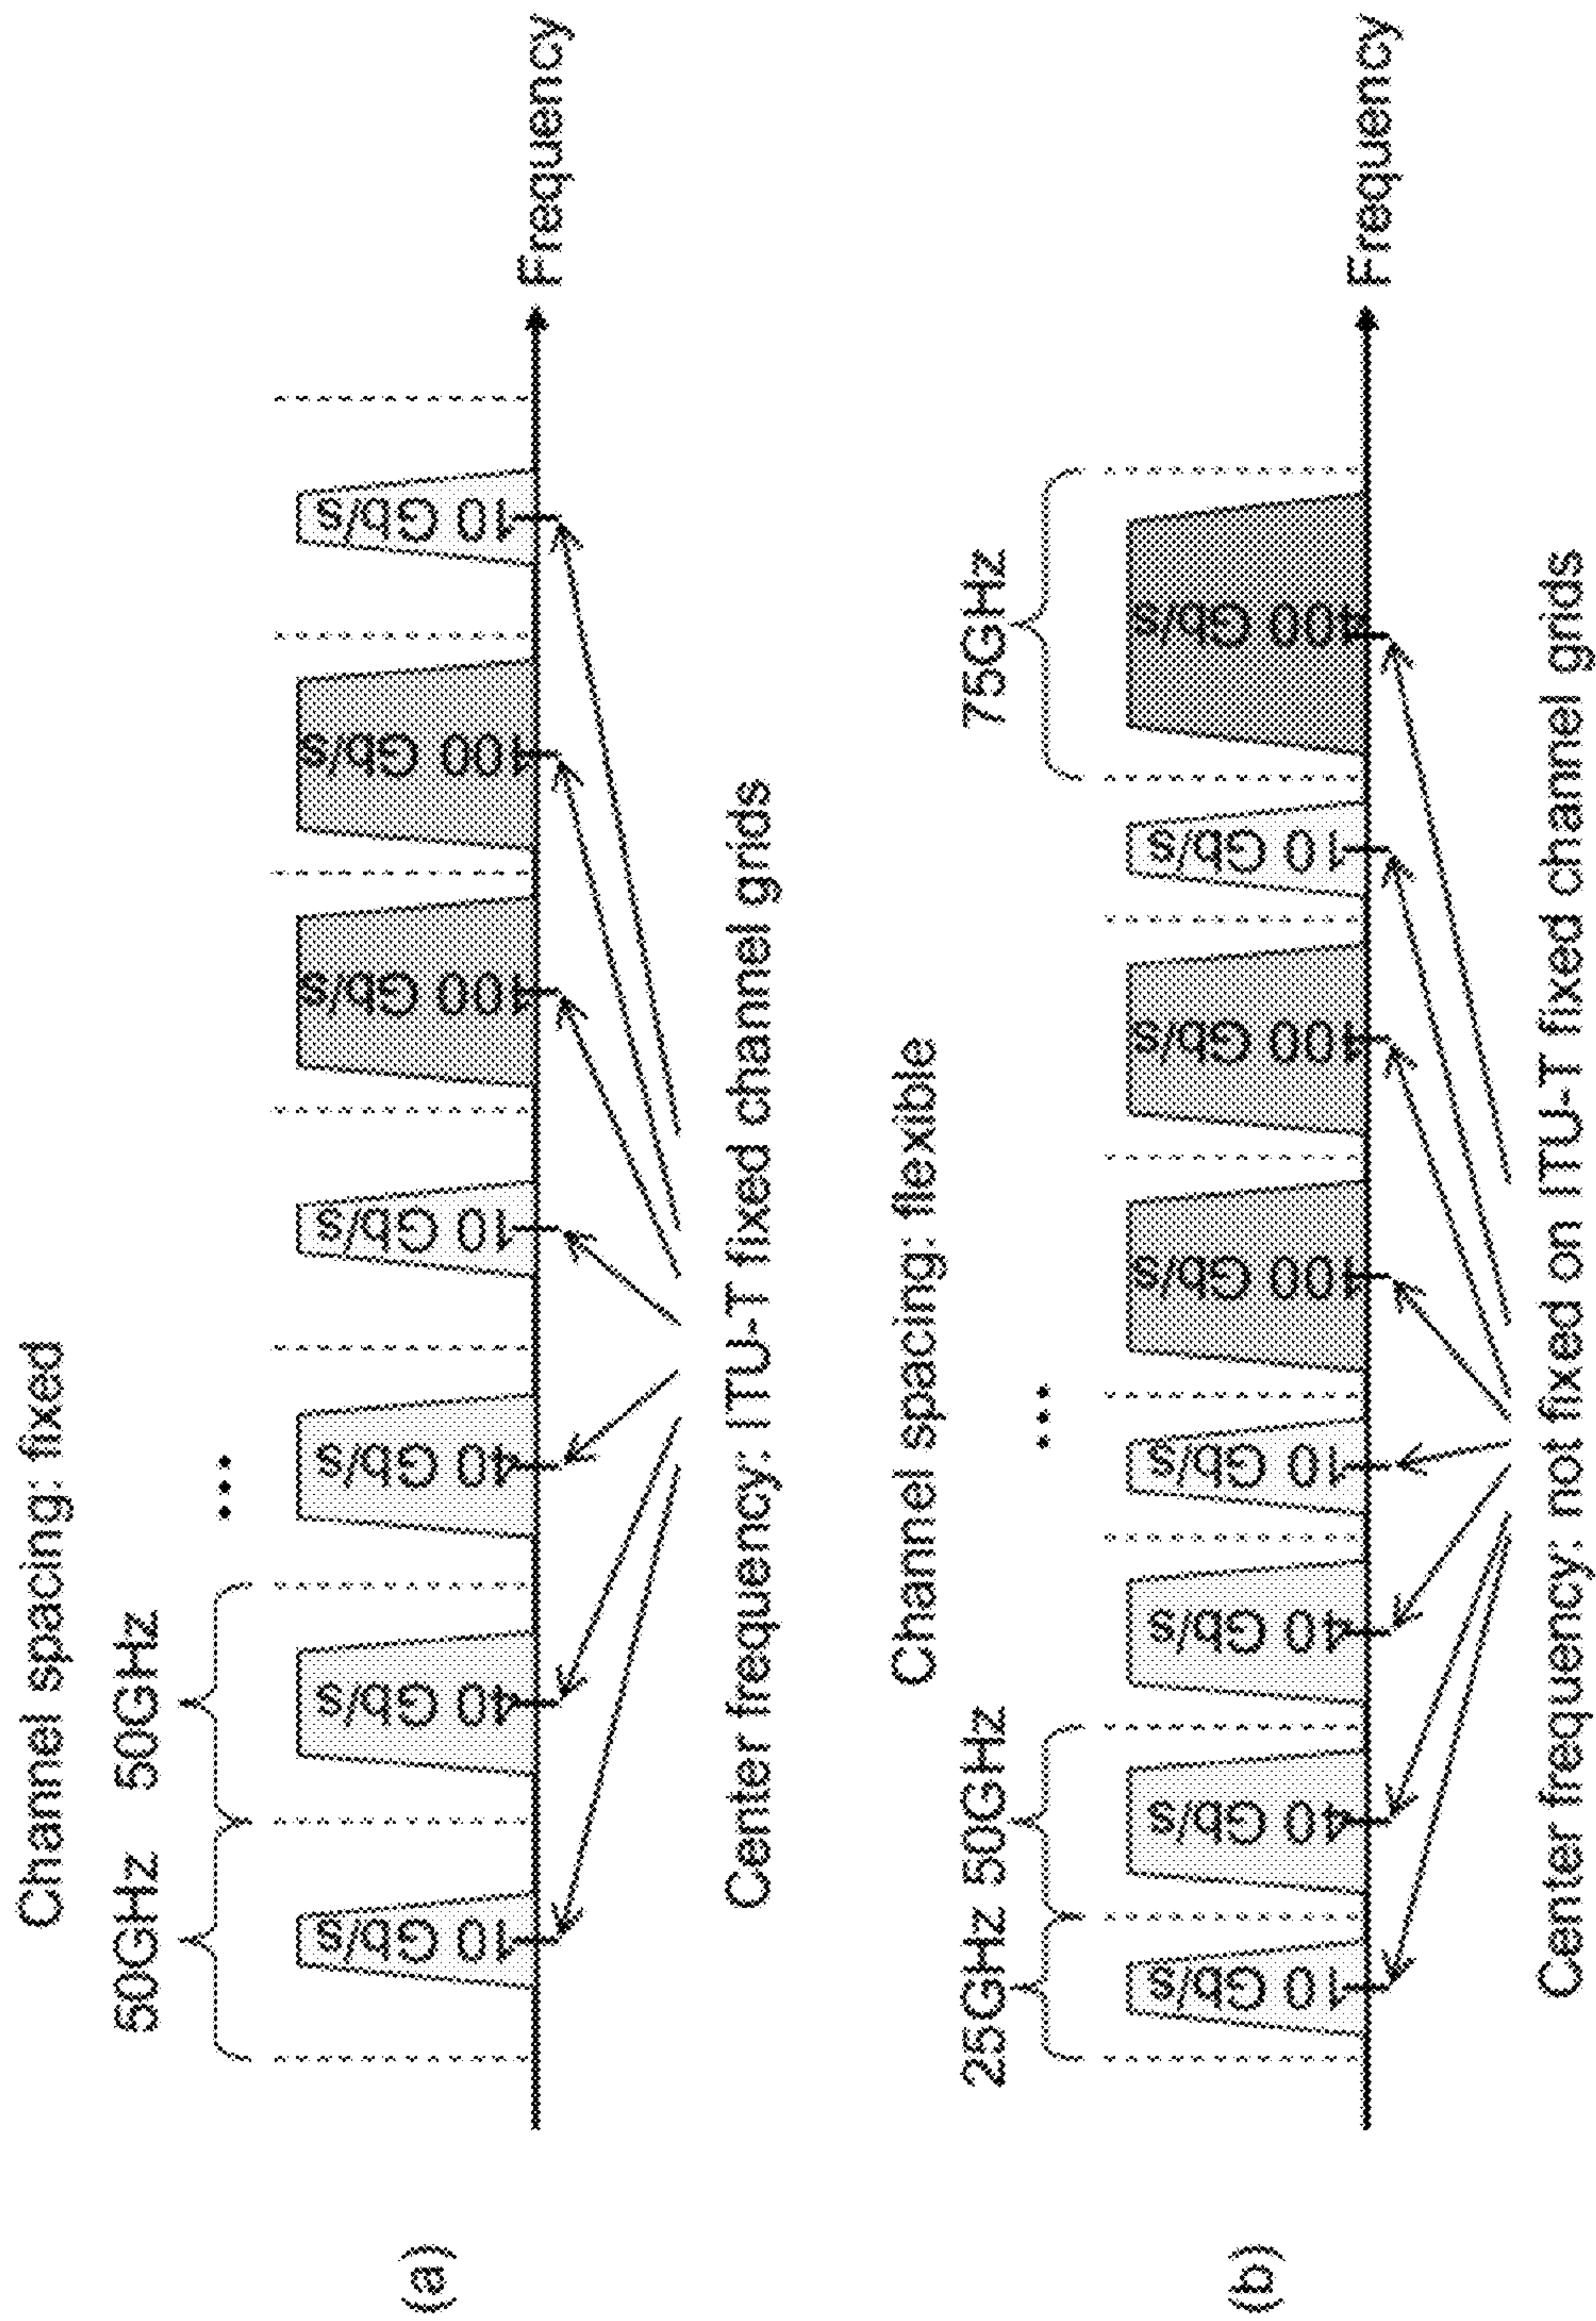 Channel spacing: fixed
50GHz 50GHz
...
10 Gb/s
40 Gb/s
40 Gb/s
10 Gb/s
100 Gb/s
100 Gb/s
10 Gb/s
Frequency
(a)
Center frequency: ITU-T fixed channel grids
Channel spacing: flexible
25GHz 50GHz
...
75GHz
10 Gb/s
40 Gb/s
40 Gb/s
10 Gb/s
100 Gb/s
100 Gb/s
10 Gb/s
400 Gb/s
Frequency
(b)
Center frequency: not fixed on ITU-T fixed channel grids